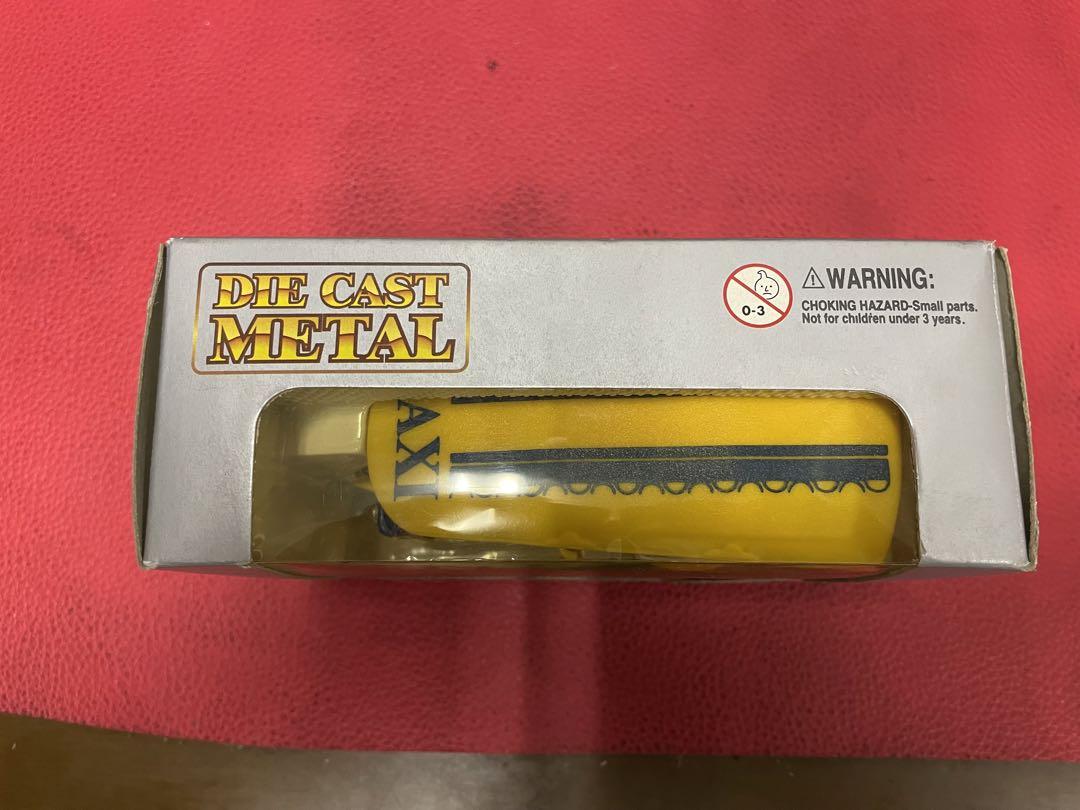 DIE CAST
METAL
0-3
WARNING:
CHOKING HAZARD-Small parts.
Not for children under 3 years.
AXI